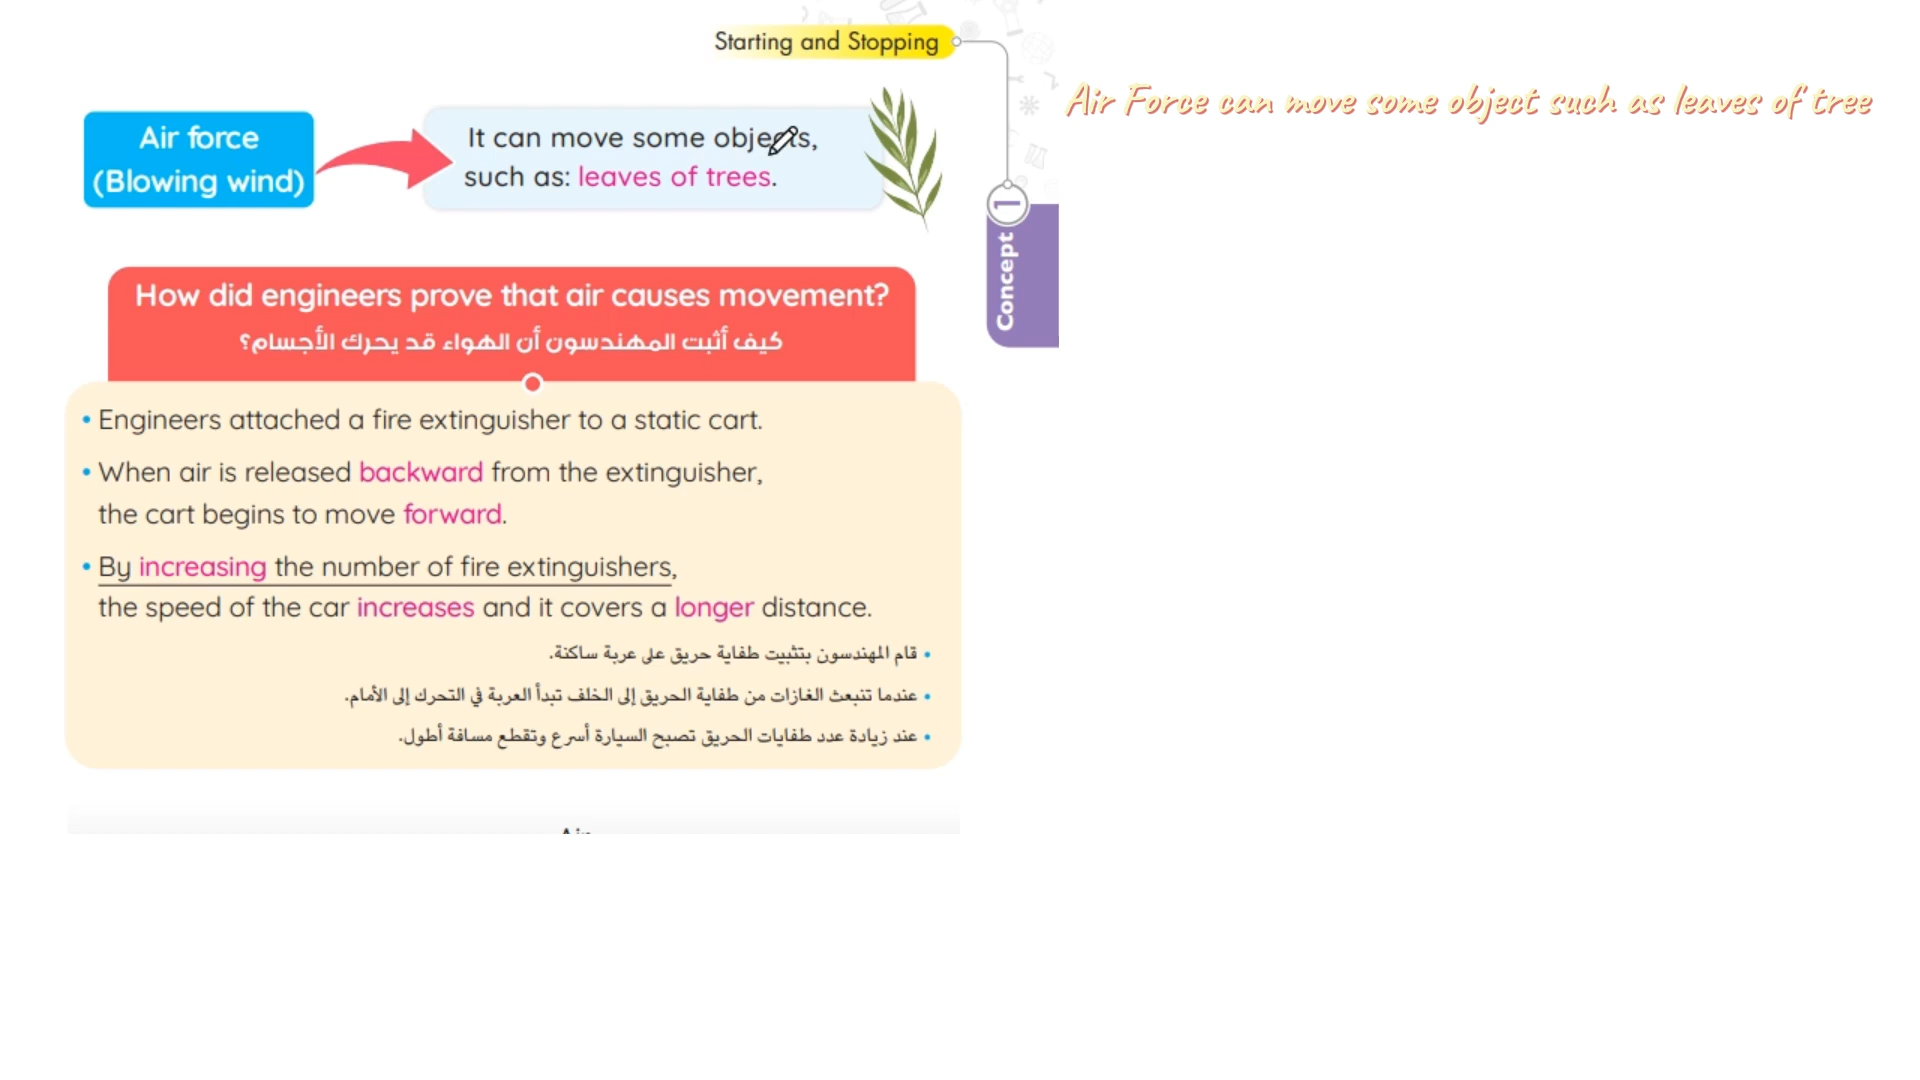 Starting and Stopping
Air Force can move some object such as leaves of tree
Air force
(Blowing wind)
It can move some objects,
such as: leaves of trees.
Concept 1
How did engineers prove that air causes movement?
كيف أثبت المهندسون أن الهواء قد يحرك الأجسام؟
• Engineers attached a fire extinguisher to a static cart.
• When air is released backward from the extinguisher,
the cart begins to move forward.
• By increasing the number of fire extinguishers,
the speed of the car increases and it covers a longer distance.
• قام المهندسون بتثبيت طفاية حريق على عربة ساكنة.
• عندما تنبعث الغازات من طفاية الحريق إلى الخلف تبدأ العربة في التحرك إلى الأمام.
• عند زيادة عدد طفايات الحريق تصبح السيارة أسرع وتقطع مسافة أطول.